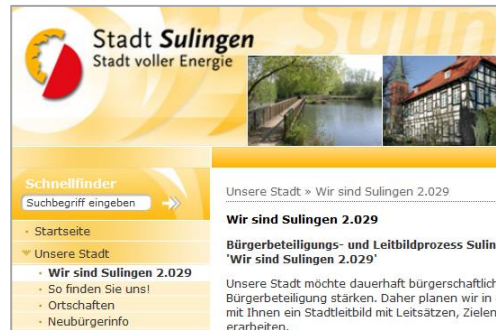 Stadt Sulingen
Stadt voller Energie
Schnellfinder
Suchbegriff eingeben
Startseite
Unsere Stadt
Wir sind Sulingen 2.029
So finden Sie uns!
Ortschaften
Neubürgerinfo
Unsere Stadt » Wir sind Sulingen 2.029
Wir sind Sulingen 2.029
Bürgerbeteiligungs- und Leitbildprozess Sulin
'Wir sind Sulingen 2.029'
Unsere Stadt möchte dauerhaft bürgerschaftlich
Bürgerbeteiligung stärken. Daher planen wir in
mit Ihnen ein Stadtleitbild mit Leitsätzen, Zielen
erarbeiten.